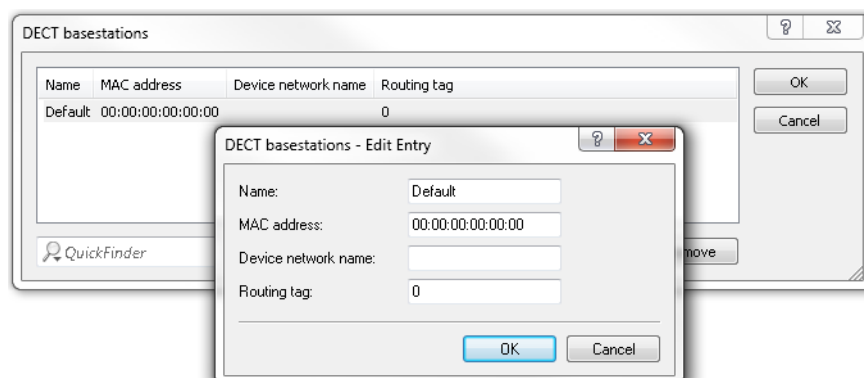 DECT basestations
Name MAC address Device network name Routing tag
Default 00:00:00:00:00:00 0
OK
Cancel
QuickFinder
DECT basestations - Edit Entry
Name: Default
MAC address: 00:00:00:00:00:00
Device network name:
Routing tag: 0
OK Cancel